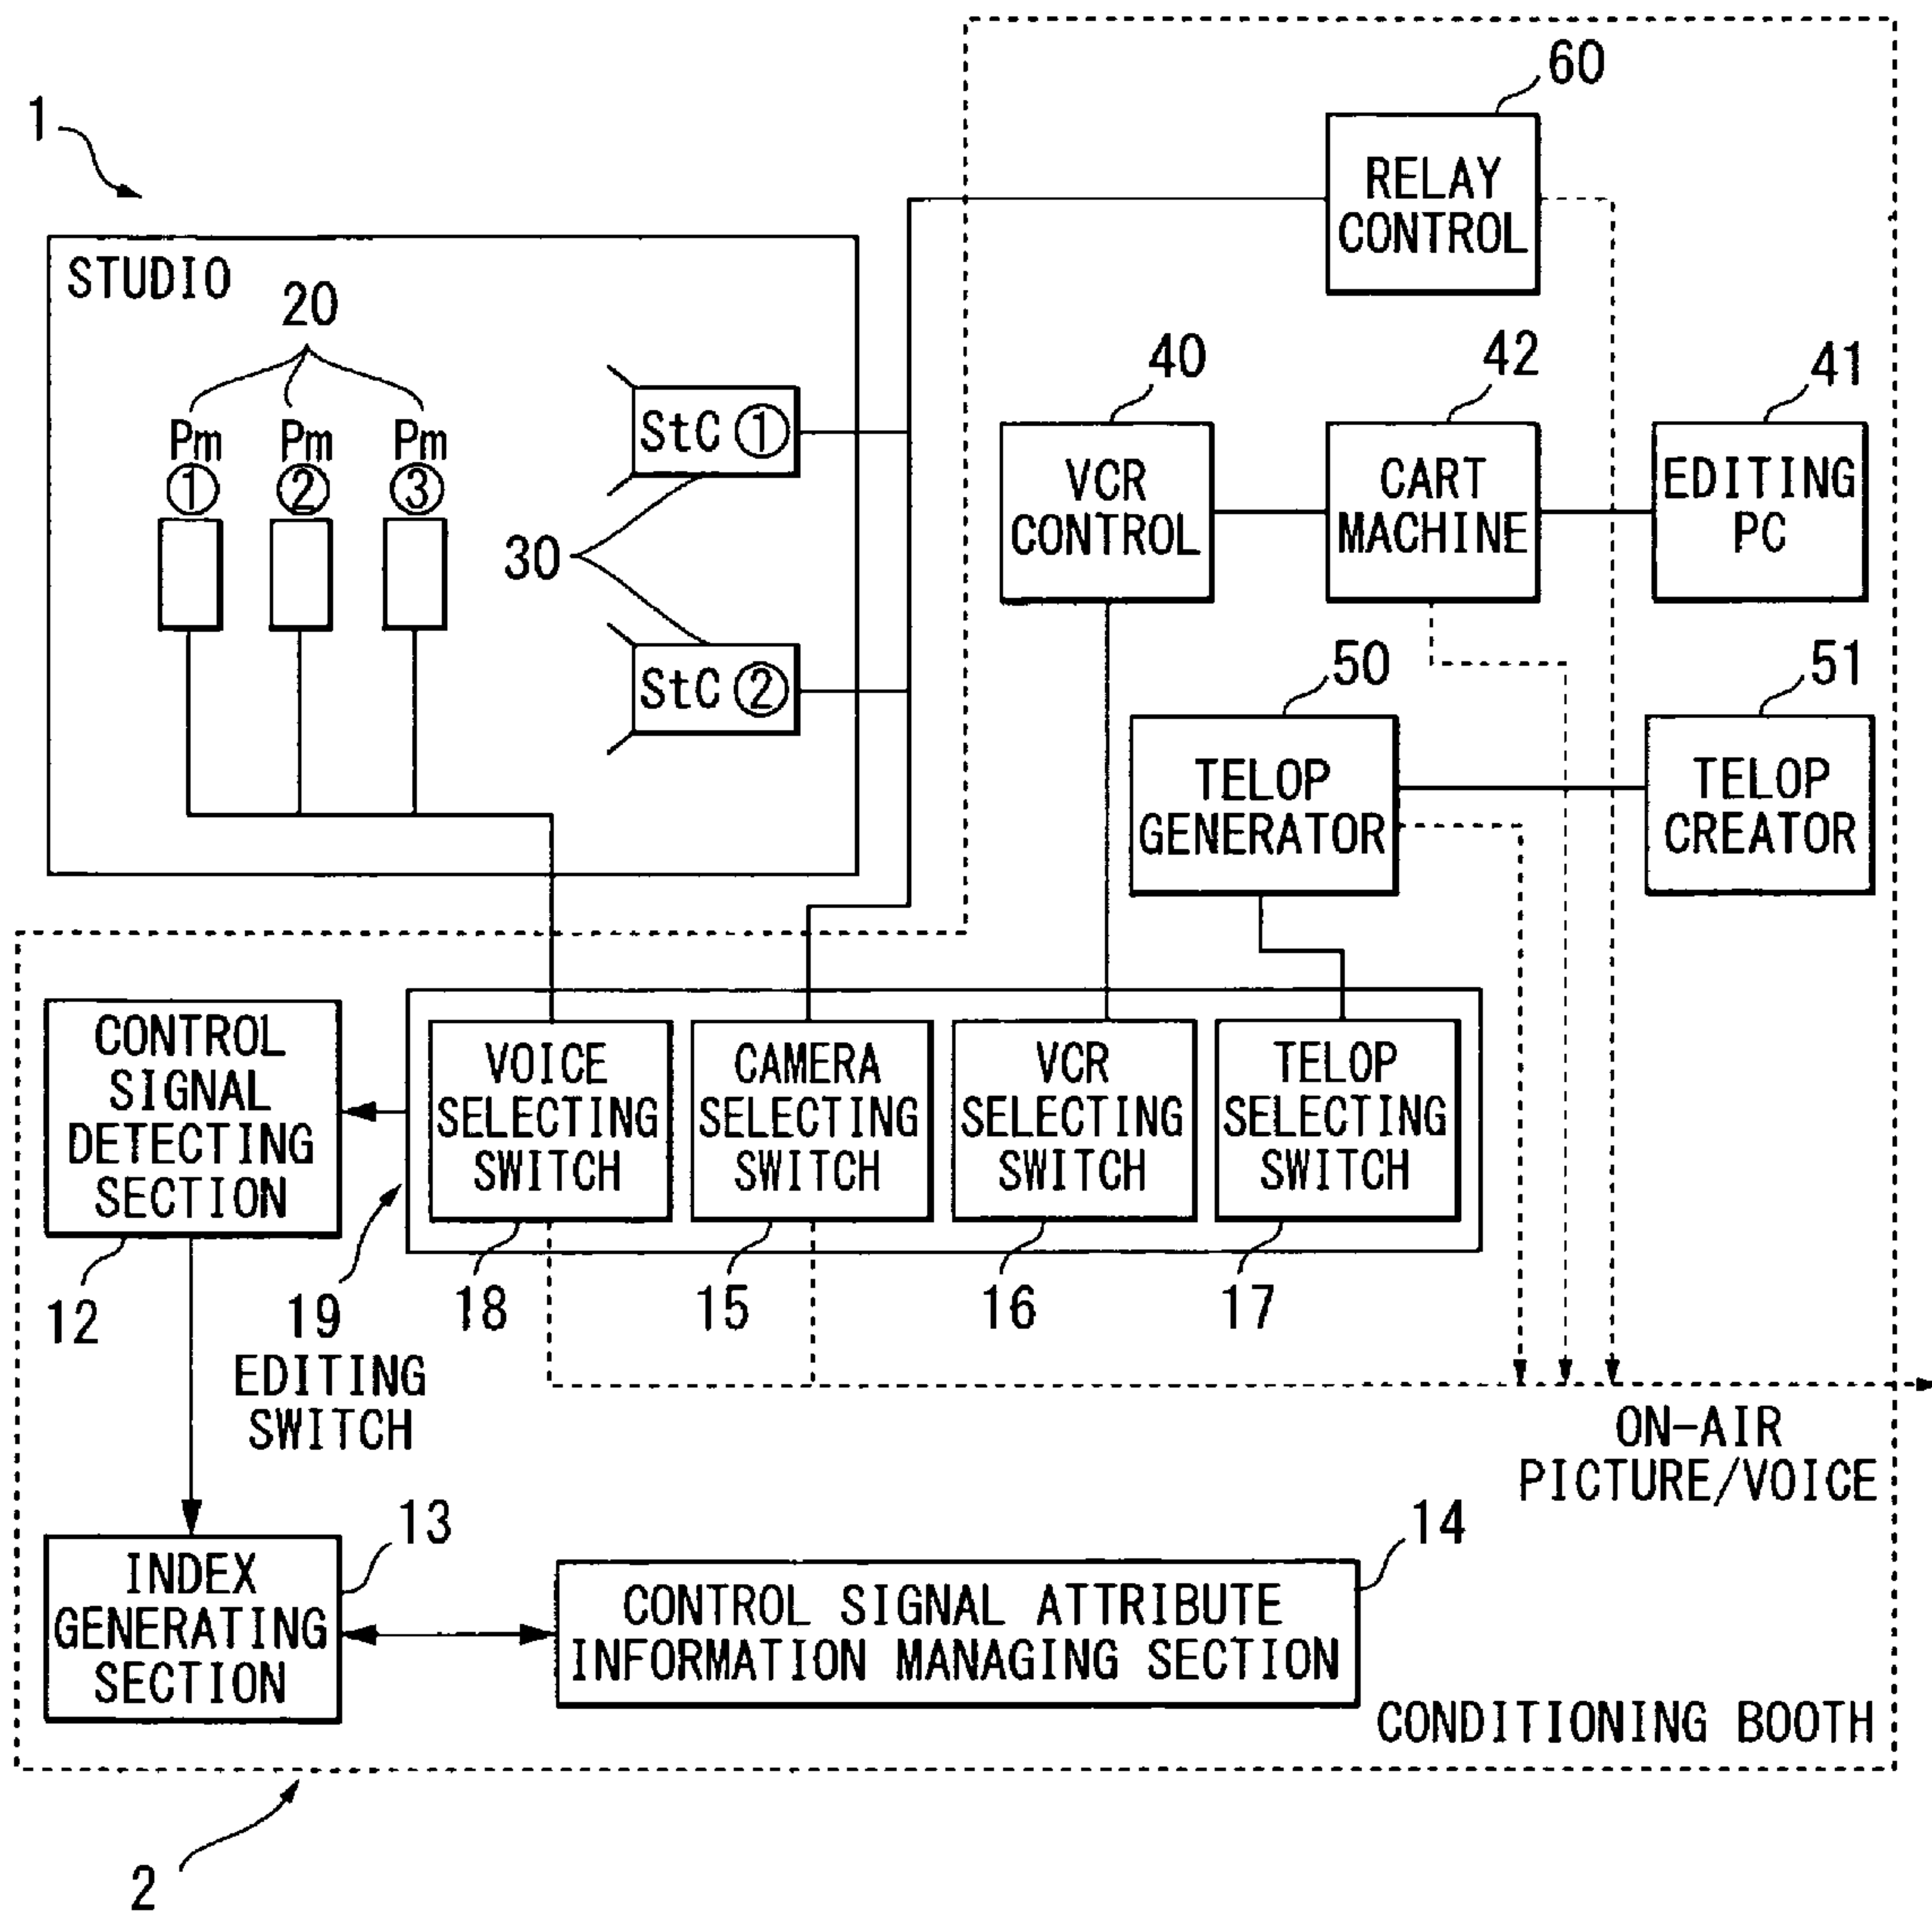 60
1
RELAY
CONTROL
STUDIO
20
40
42
41
Pm Pm Pm
① ② ③
StC ①
VCR
CONTROL
CART
MACHINE
EDITING
PC
30
StC ②
50
51
TELOP
GENERATOR
TELOP
CREATOR
CONTROL
SIGNAL
DETECTING
SECTION
VOICE
SELECTING
SWITCH
CAMERA
SELECTING
SWITCH
VCR
SELECTING
SWITCH
TELOP
SELECTING
SWITCH
12
19
EDITING
SWITCH
18
15
16
17
ON-AIR
PICTURE/VOICE
13
14
INDEX
GENERATING
SECTION
CONTROL SIGNAL ATTRIBUTE
INFORMATION MANAGING SECTION
CONDITIONING BOOTH
2